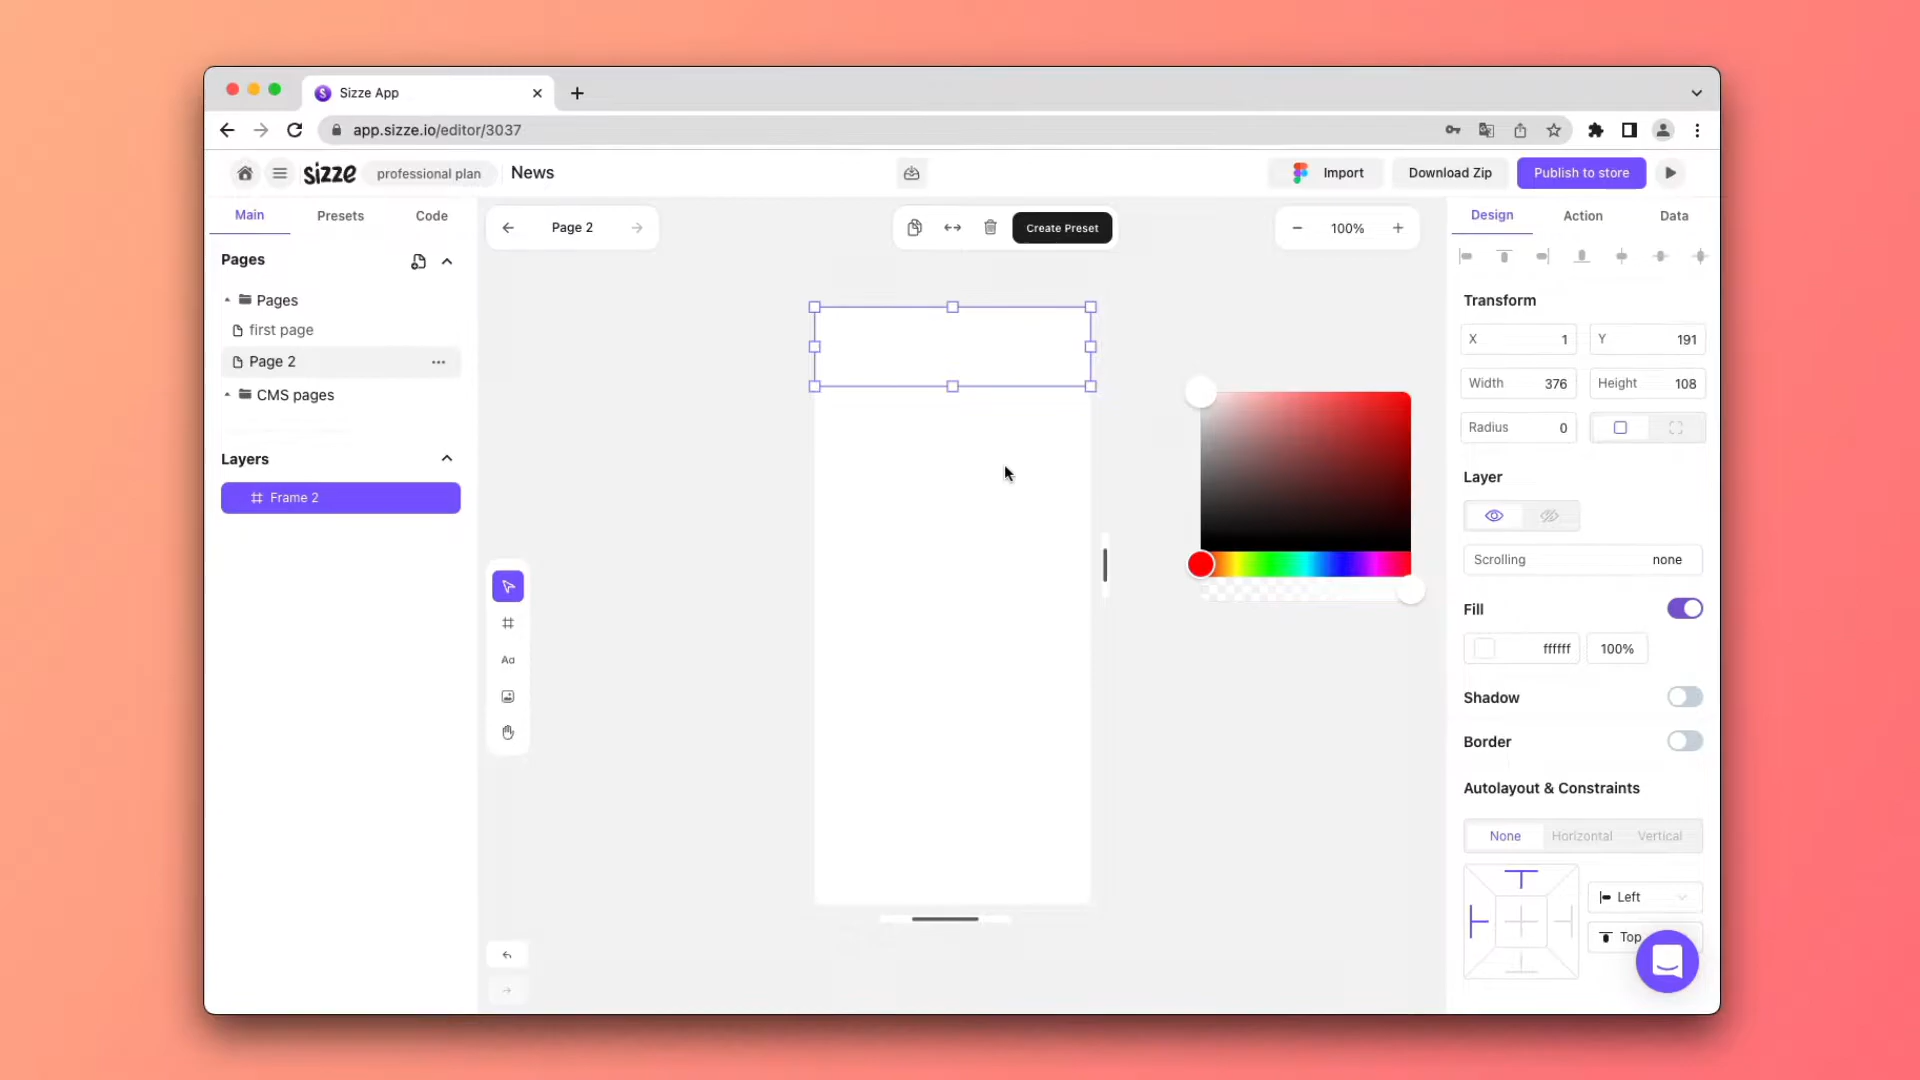 Sizze App
app.sizze.io/editor/3037
sizze
professional plan
News
Import
Download Zip
Publish to store
Main
Presets
Code
Page 2
Create Preset
100%
Design
Action
Data
Pages
Pages
first page
Page 2
CMS pages
Layers
Frame 2
Aa
Transform
X 1
Y 191
Width 376
Height 108
Radius 0
Layer
Scrolling none
Fill
ffffff
100%
Shadow
Border
Autolayout & Constraints
None
Horizontal
Vertical
Left
Top